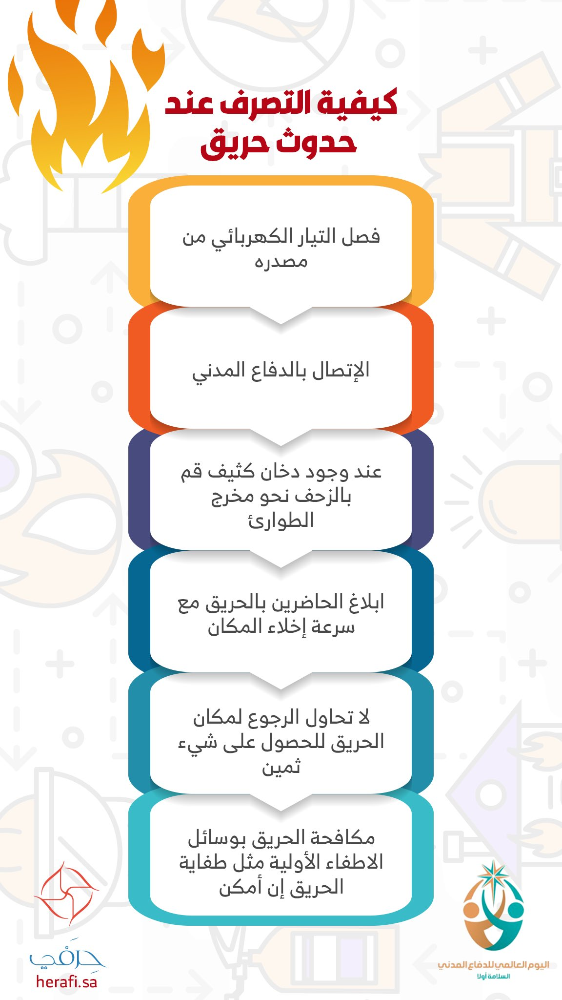 كيفية التصرف عند
حدوث حريق
فصل التيار الكهربائي من
مصدره
الإتصال بالدفاع المدني
عند وجود دخان كثيف قم
بالزحف نحو مخرج
الطوارئ
ابلاغ الحاضرين بالحريق مع
سرعة إخلاء المكان
لا تحاول الرجوع لمكان
الحريق للحصول على شيء
ثمين
مكافحة الحريق بوسائل
الاطفاء الأولية مثل طفاية
الحريق إن أمكن
حِرَفي
herafi.sa
اليوم العالمي للدفاع المدني
السلامة أولا